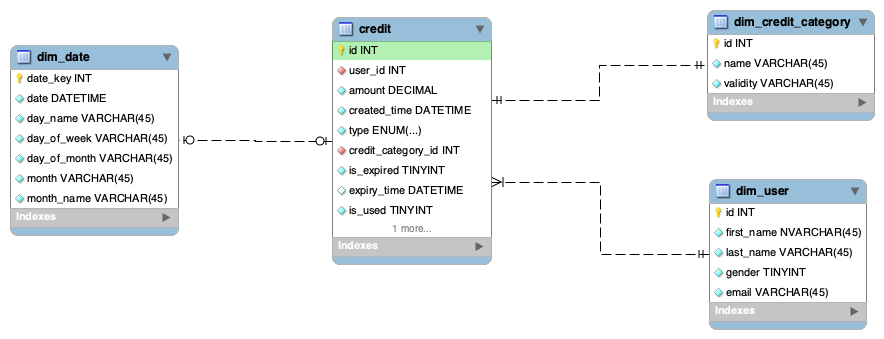 dim_date
date_key INT
date DATETIME
day_name VARCHAR(45)
day_of_week VARCHAR(45)
day_of_month VARCHAR(45)
month VARCHAR(45)
month_name VARCHAR(45)
Indexes
credit
id INT
user_id INT
amount DECIMAL
created_time DATETIME
type ENUM(...)
credit_category_id INT
is_expired TINYINT
expiry_time DATETIME
is_used TINYINT
1 more...
Indexes
dim_credit_category
id INT
name VARCHAR(45)
validity VARCHAR(45)
Indexes
dim_user
id INT
first_name NVARCHAR(45)
last_name VARCHAR(45)
gender TINYINT
email VARCHAR(45)
Indexes